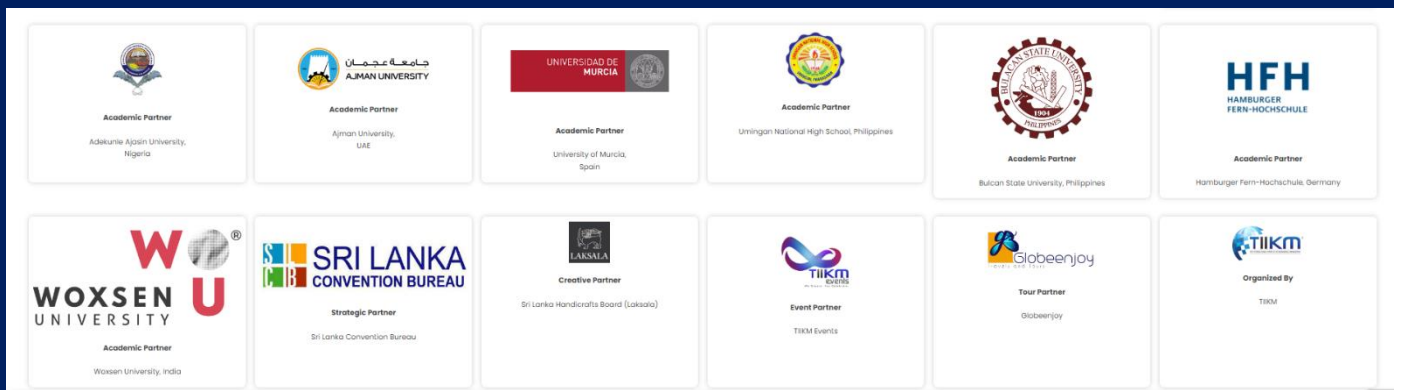 Academic Partner
Adekunle Ajasin University,
Nigeria
جامعة عجمان
AJMAN UNIVERSITY
Academic Partner
Ajman University,
UAE
UNIVERSIDAD DE
MURCIA
Academic Partner
University of Murcia,
Spain
Academic Partner
Umingan National High School, Philippines
BULACAN STATE UNIVERSITY
1904
PHILIPPINES
Academic Partner
Bulcan State University, Philippines
HFH
HAMBURGER
FERN-HOCHSCHULE
Academic Partner
Hamburger Fern-Hochschule, Germany
W ®
WOXSEN U
UNIVERSITY
Academic Partner
Woxsen University, India
S L SRI LANKA
C B CONVENTION BUREAU
Strategic Partner
Sri Lanka Convention Bureau
LAKSALA
Creative Partner
Sri Lanka Handicrafts Board (Laksala)
TIIKM
events
Event Partner
TIIKM Events
Globeenjoy
Travels and Tours
Tour Partner
Globeenjoy
TIIKM
Organized By
TIIKM